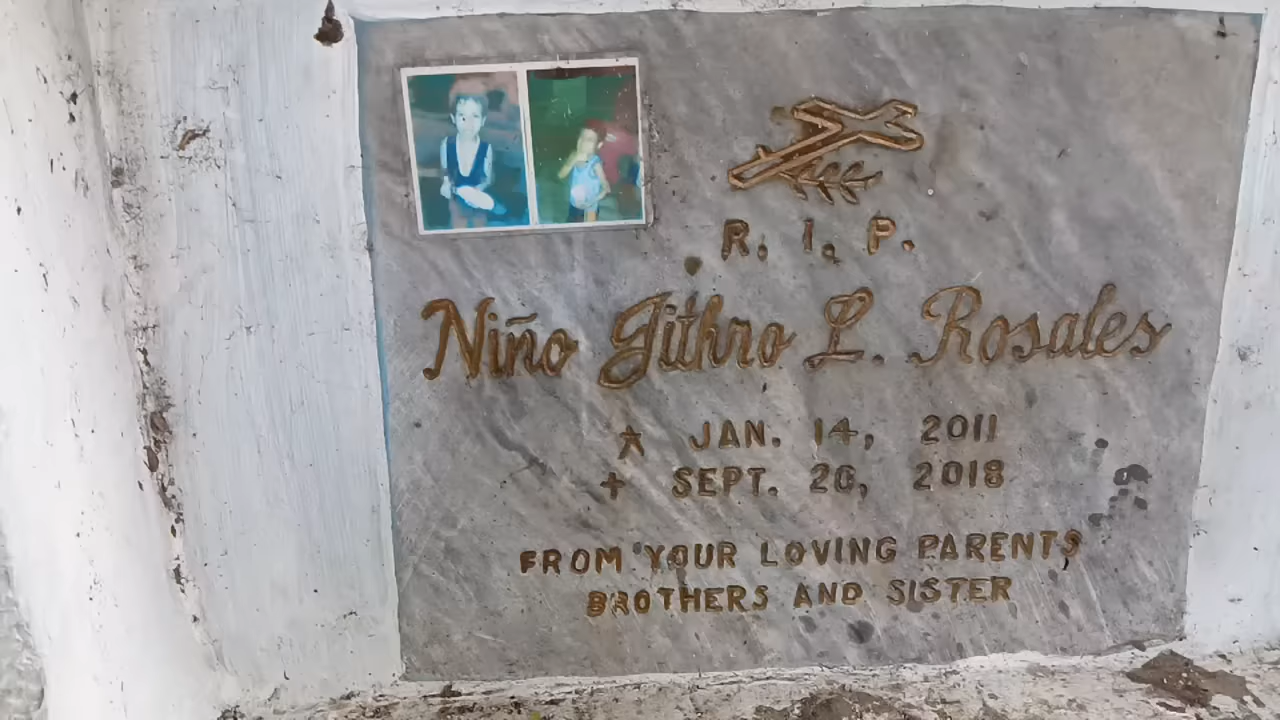 R. I. P.
Niño Jithro L. Rosales
JAN. 14, 2011
SEPT. 20, 2018
FROM YOUR LOVING PARENTS
BROTHERS AND SISTER